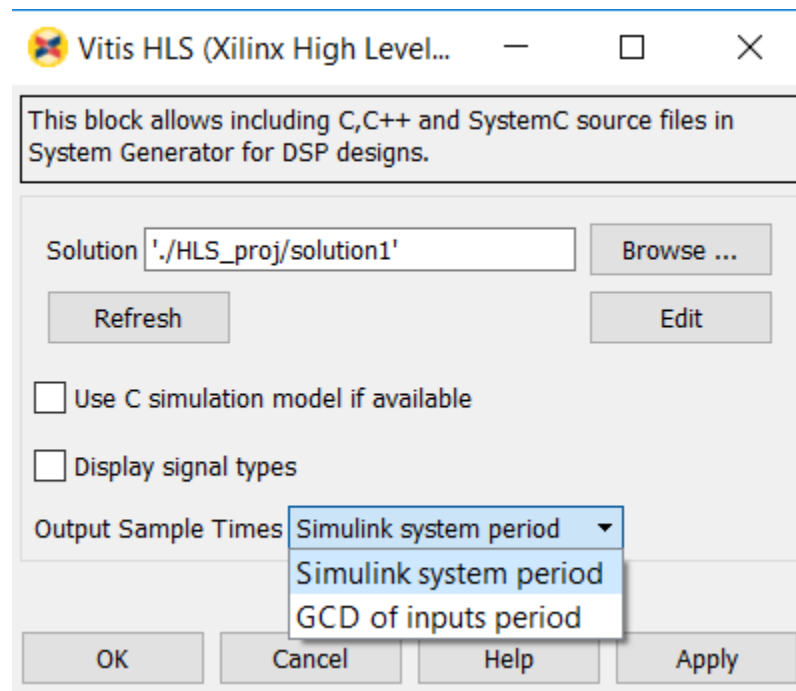 Vitis HLS (Xilinx High Level...
This block allows including C,C++ and SystemC source files in
System Generator for DSP designs.
Solution './HLS_proj/solution1' Browse ...
Refresh Edit
Use C simulation model if available
Display signal types
Output Sample Times Simulink system period
Simulink system period
GCD of inputs period
OK Cancel Help Apply